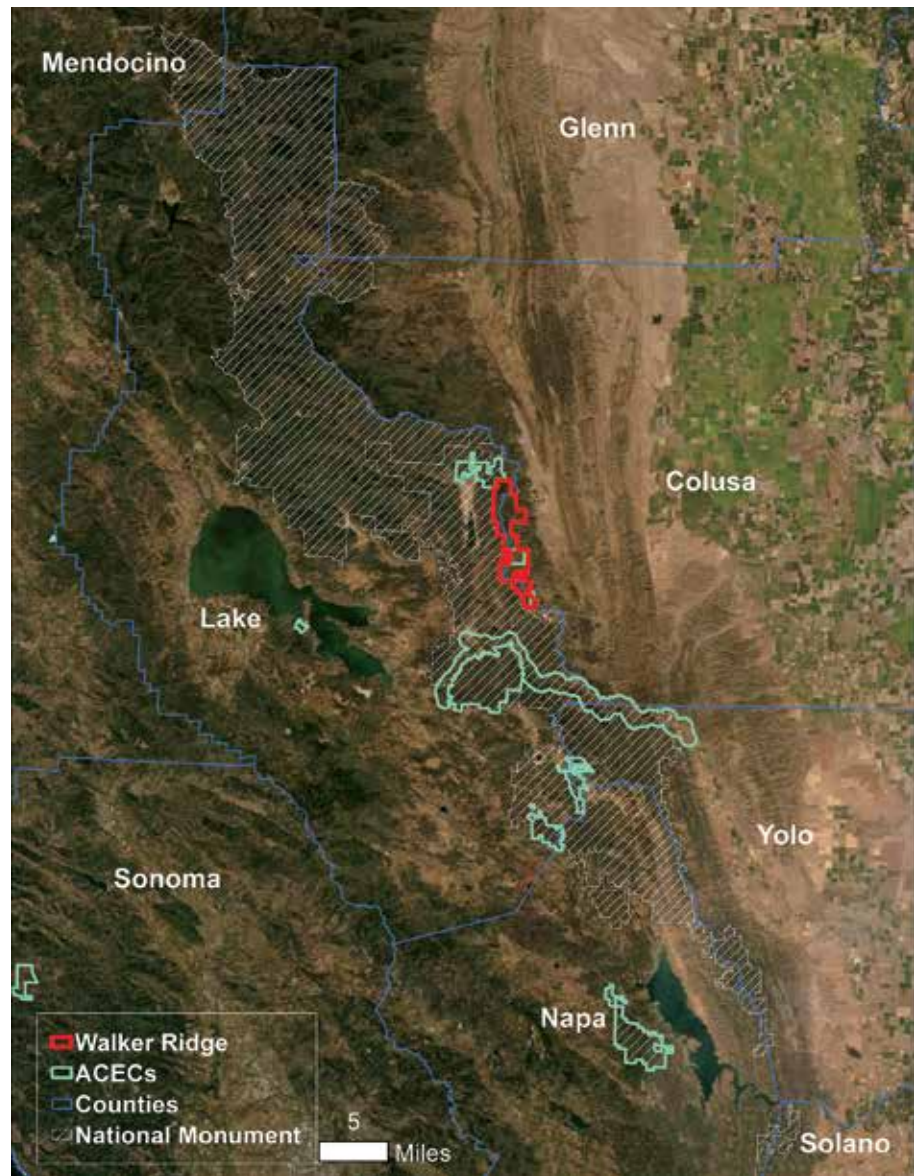 Mendocino
Glenn
Colusa
Lake
Yolo
Sonoma
Napa
Walker Ridge
ACECs
Counties
National Monument
5
Miles
Solano